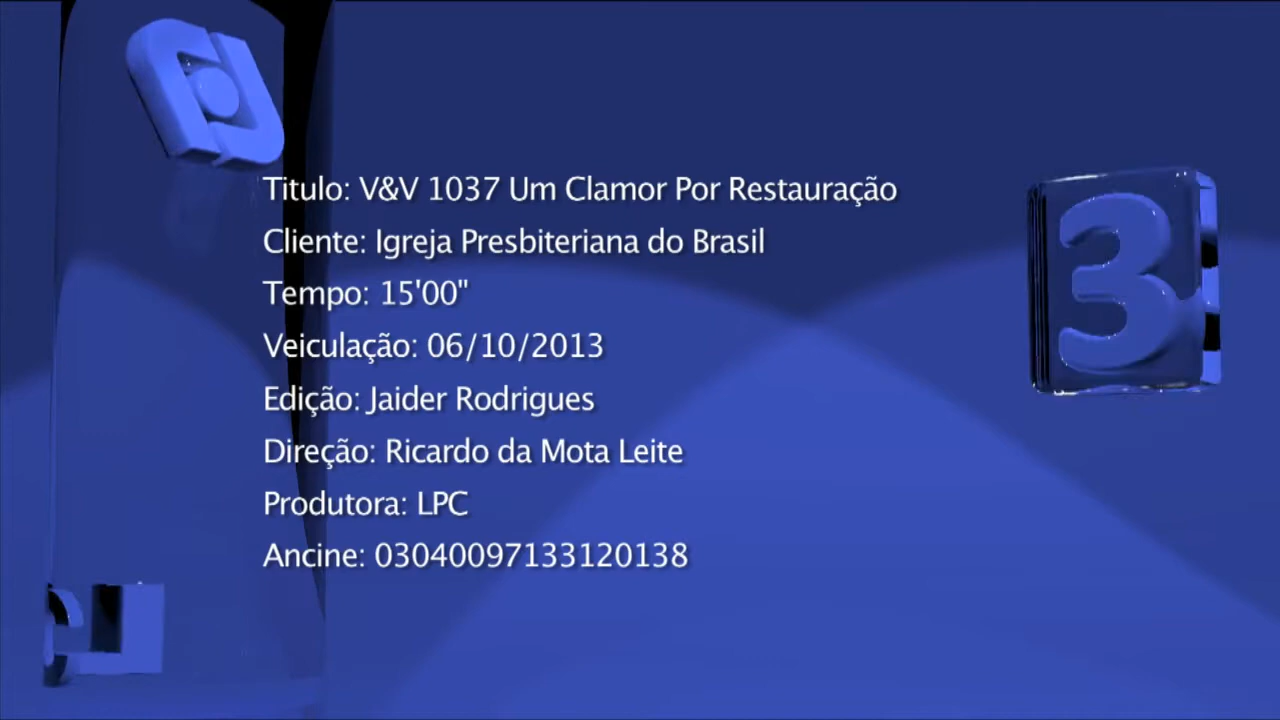 Titulo: V&V 1037 Um Clamor Por Restauração
Cliente: Igreja Presbiteriana do Brasil
Tempo: 15'00"
Veiculação: 06/10/2013
Edição: Jaider Rodrigues
Direção: Ricardo da Mota Leite
Produtora: LPC
Ancine: 03040097133120138
3